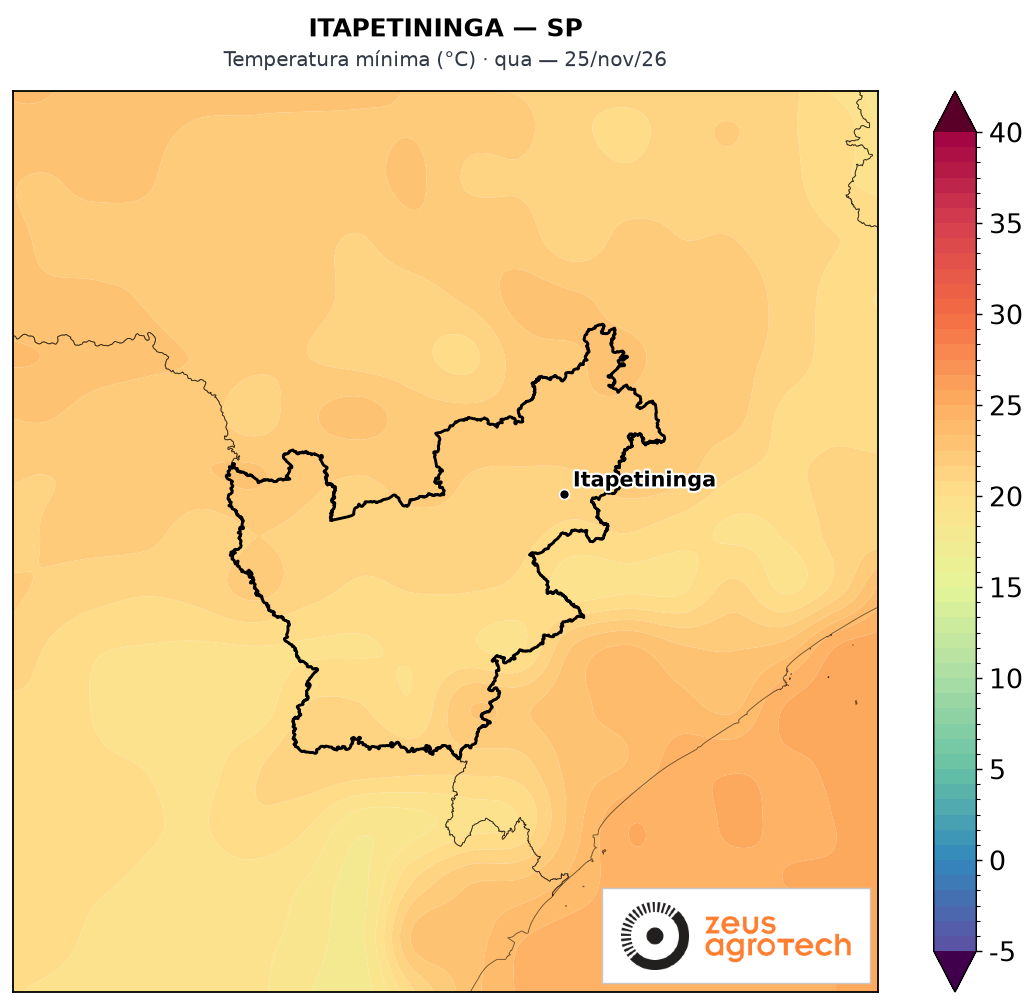 ITAPETININGA — SP
Temperatura mínima (°C) · qua — 25/nov/26
40
35
30
25
20
15
10
5
0
-5
Itapetininga
zeus
agrotech